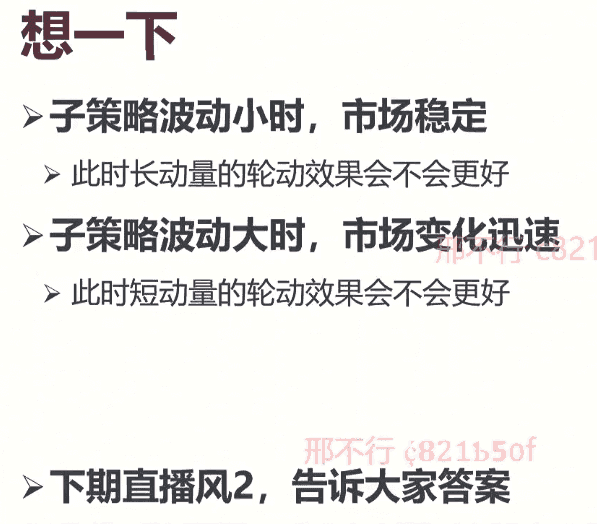 想一下
➢子策略波动小时，市场稳定
➢ 此时长动量的轮动效果会不会更好
➢子策略波动大时，市场变化迅速
邢不行 c821
➢ 此时短动量的轮动效果会不会更好
邢不行 c821b5of
➢下期直播风2，告诉大家答案